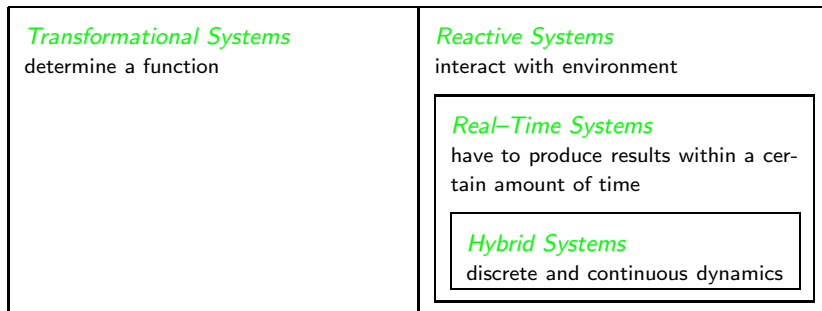 Transformational Systems
determine a function
Reactive Systems
interact with environment
Real–Time Systems
have to produce results within a cer-
tain amount of time
Hybrid Systems
discrete and continuous dynamics